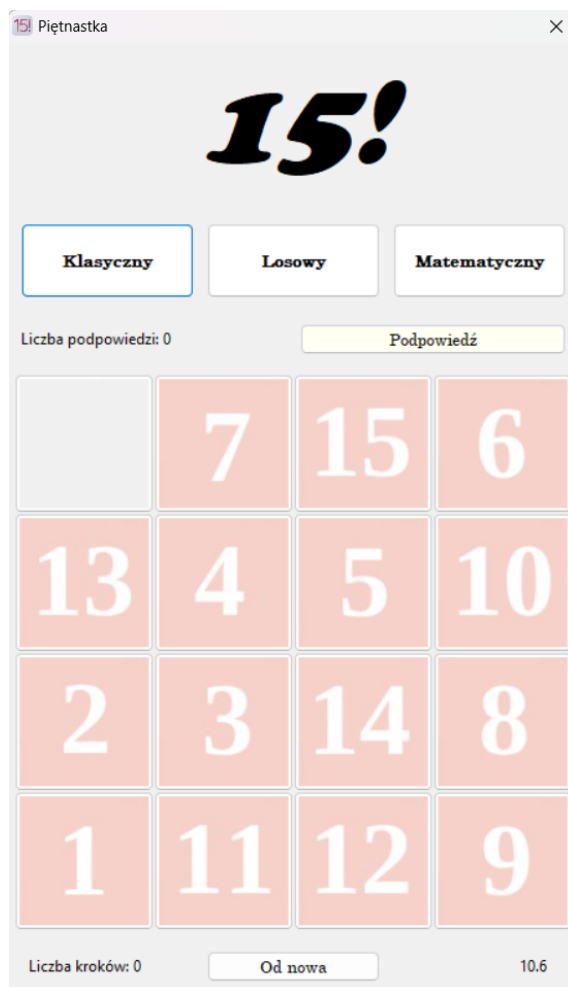 15! Piętnastka
15!
Klasyczny Losowy Matematyczny
Liczba podpowiedzi: 0 Podpowiedź
7 15 6
13 4 5 10
2 3 14 8
1 11 12 9
Liczba kroków: 0 Od nowa 10.6